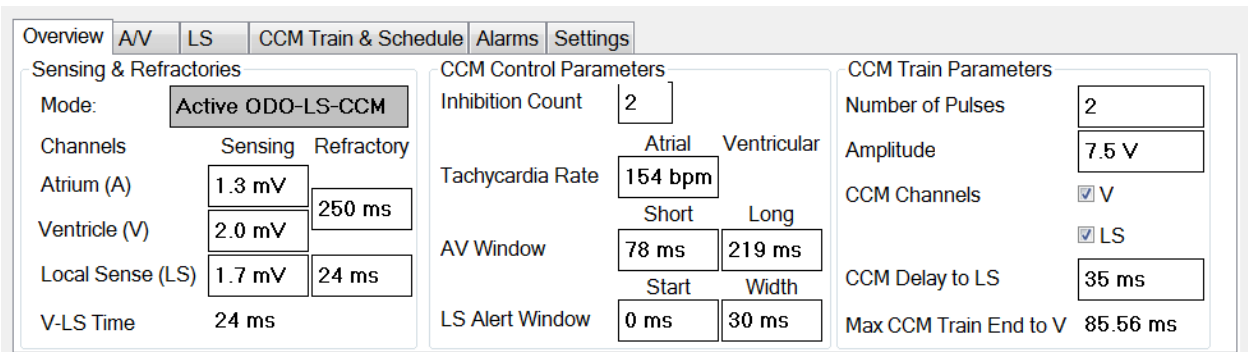 Overview A/V LS CCM Train & Schedule Alarms Settings
Sensing & Refractories
Mode: Active ODO-LS-CCM
Channels Sensing Refractory
Atrium (A) 1.3 mV
250 ms
Ventricle (V) 2.0 mV
Local Sense (LS) 1.7 mV 24 ms
V-LS Time 24 ms
CCM Control Parameters
Inhibition Count 2
Atrial Ventricular
Tachycardia Rate 154 bpm
Short Long
AV Window 78 ms 219 ms
Start Width
LS Alert Window 0 ms 30 ms
CCM Train Parameters
Number of Pulses 2
Amplitude 7.5 V
CCM Channels V
LS
CCM Delay to LS 35 ms
Max CCM Train End to V 85.56 ms